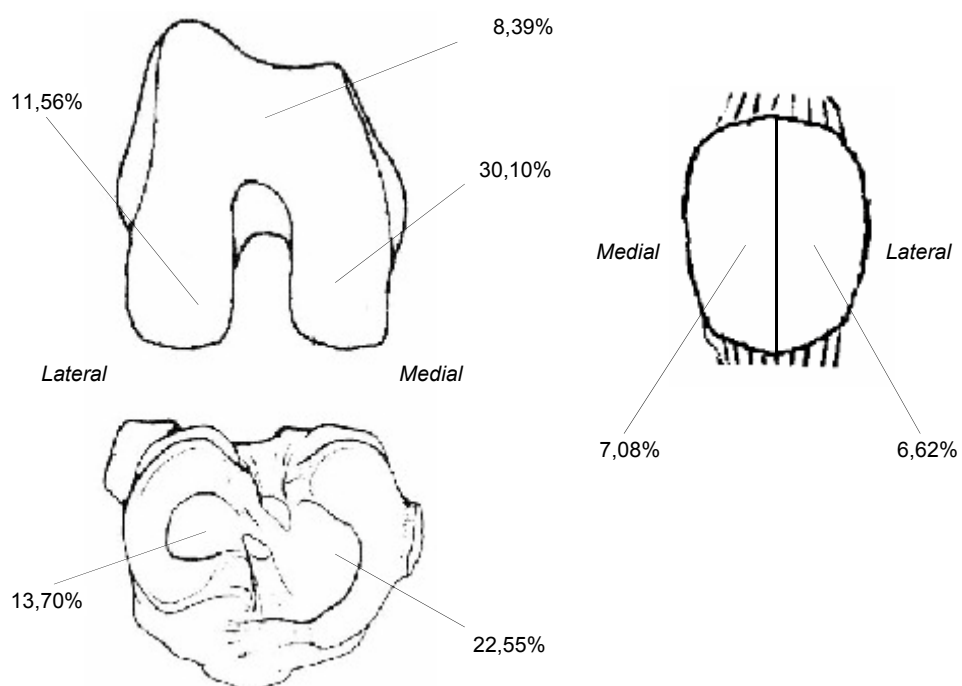 8,39%
11,56%
30,10%
Medial
Lateral
Lateral
Medial
7,08%
6,62%
13,70%
22,55%